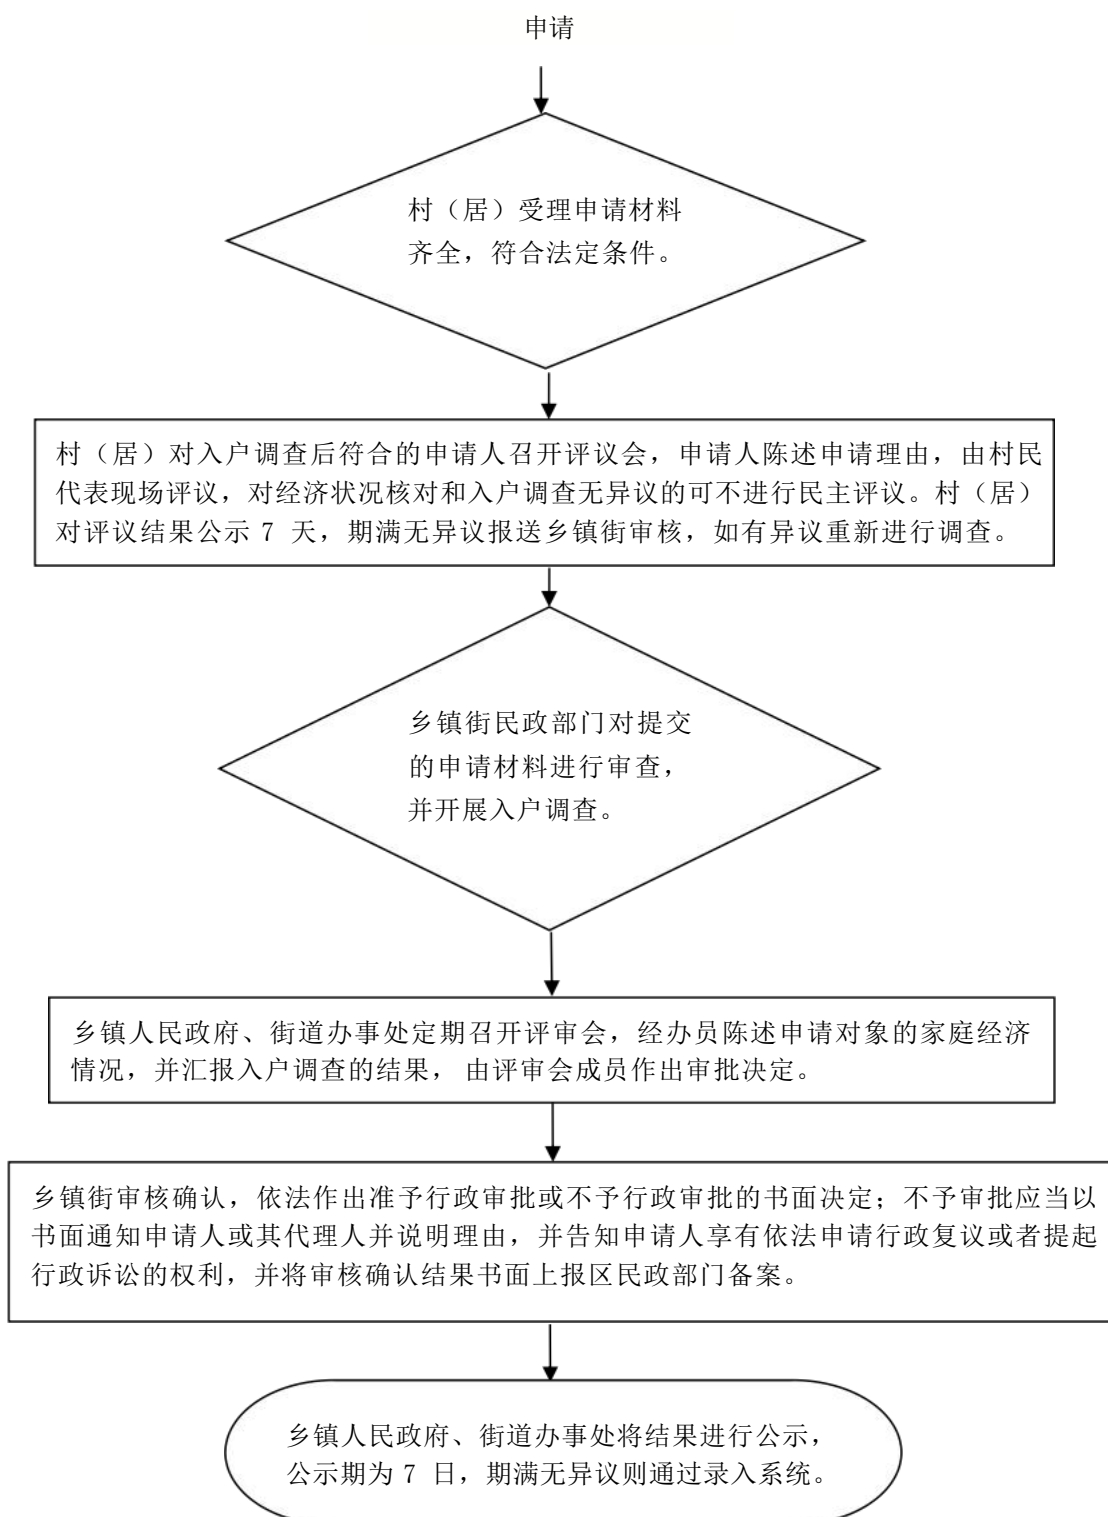 申请
村（居）受理申请材料
齐全，符合法定条件。
村（居）对入户调查后符合的申请人召开评议会，申请人陈述申请理由，由村民
代表现场评议，对经济状况核对和入户调查无异议的可不进行民主评议。村（居）
对评议结果公示 7 天，期满无异议报送乡镇街审核，如有异议重新进行调查。
乡镇街民政部门对提交
的申请材料进行审查，
并开展入户调查。
乡镇人民政府、街道办事处定期召开评审会，经办员陈述申请对象的家庭经济
情况，并汇报入户调查的结果， 由评审会成员作出审批决定。
乡镇街审核确认，依法作出准予行政审批或不予行政审批的书面决定；不予审批应当以
书面通知申请人或其代理人并说明理由，并告知申请人享有依法申请行政复议或者提起
行政诉讼的权利，并将审核确认结果书面上报区民政部门备案。
乡镇人民政府、街道办事处将结果进行公示，
公示期为 7 日，期满无异议则通过录入系统。